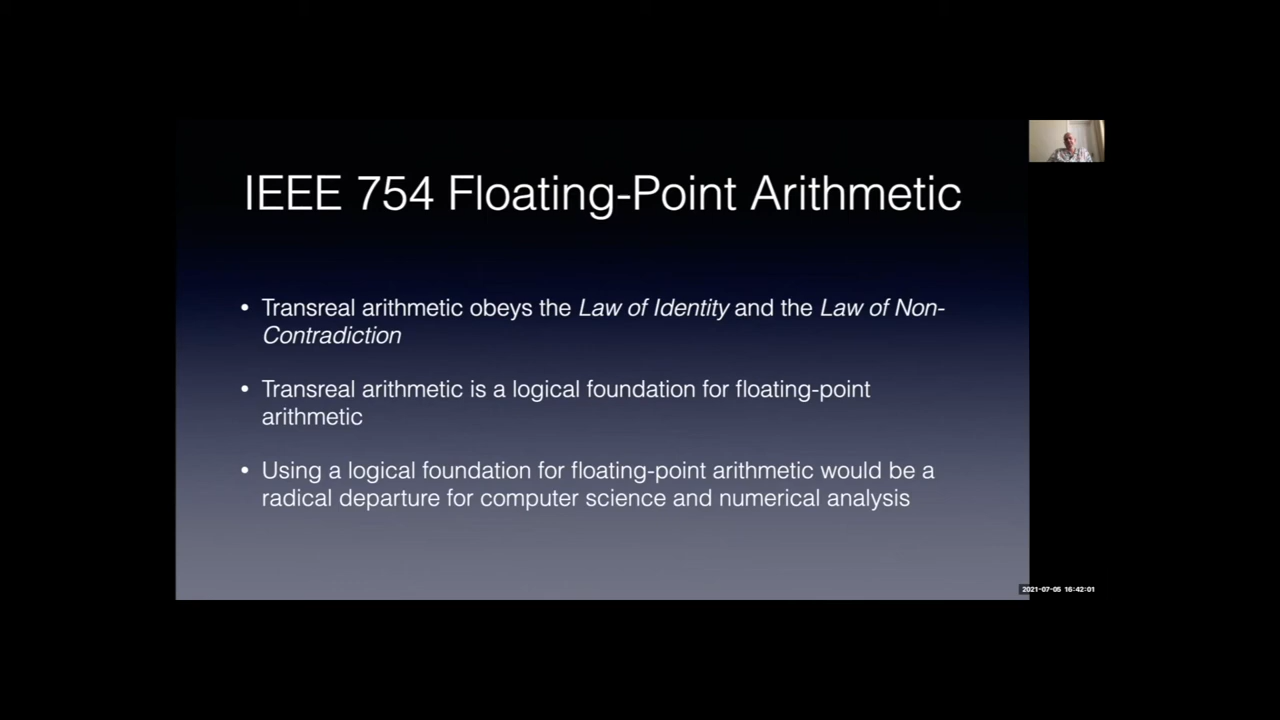 IEEE 754 Floating-Point Arithmetic
• Transreal arithmetic obeys the Law of Identity and the Law of Non-
Contradiction
• Transreal arithmetic is a logical foundation for floating-point
arithmetic
• Using a logical foundation for floating-point arithmetic would be a
radical departure for computer science and numerical analysis
2021-07-05 16:42:01